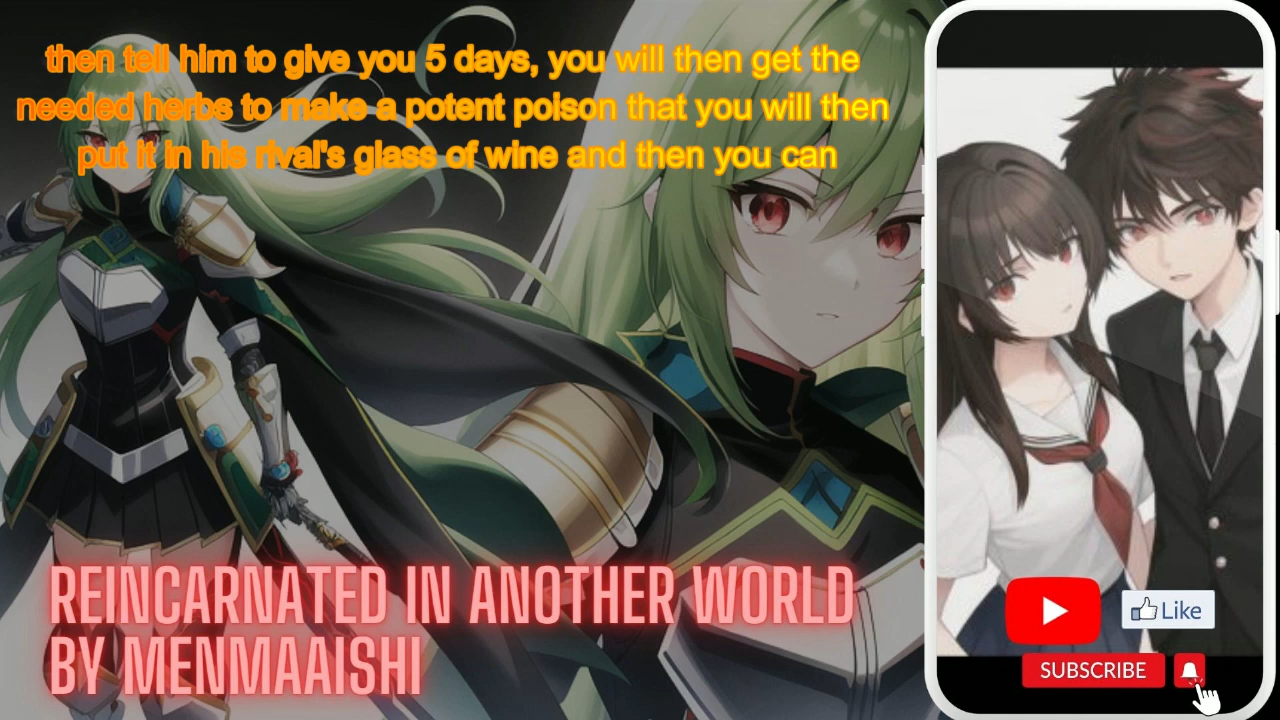 then tell him to give you 5 days, you will then get the
needed herbs to make a potent poison that you will then
put it in his rival's glass of wine and then you can
REINCARNATED IN ANOTHER WORLD
BY MENMAAISHI
Like
SUBSCRIBE